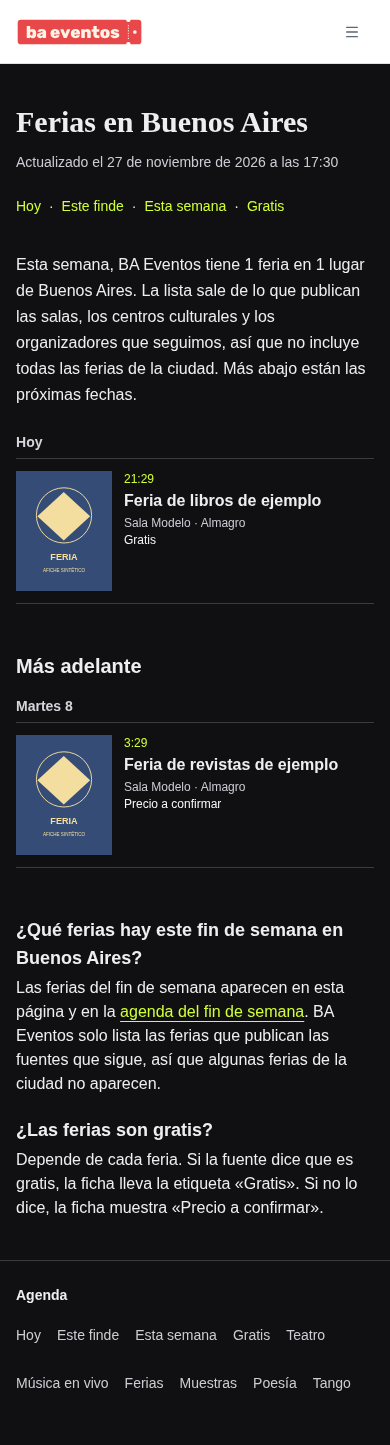 ba eventos
Ferias en Buenos Aires
Actualizado el 27 de noviembre de 2026 a las 17:30
Hoy · Este finde · Esta semana · Gratis
Esta semana, BA Eventos tiene 1 feria en 1 lugar
de Buenos Aires. La lista sale de lo que publican
las salas, los centros culturales y los
organizadores que seguimos, así que no incluye
todas las ferias de la ciudad. Más abajo están las
próximas fechas.
Hoy
FERIA
AFICHE SINTÉTICO
21:29
Feria de libros de ejemplo
Sala Modelo · Almagro
Gratis
Más adelante
Martes 8
FERIA
AFICHE SINTÉTICO
3:29
Feria de revistas de ejemplo
Sala Modelo · Almagro
Precio a confirmar
¿Qué ferias hay este fin de semana en
Buenos Aires?
Las ferias del fin de semana aparecen en esta
página y en la agenda del fin de semana. BA
Eventos solo lista las ferias que publican las
fuentes que sigue, así que algunas ferias de la
ciudad no aparecen.
¿Las ferias son gratis?
Depende de cada feria. Si la fuente dice que es
gratis, la ficha lleva la etiqueta «Gratis». Si no lo
dice, la ficha muestra «Precio a confirmar».
Agenda
Hoy Este finde Esta semana Gratis Teatro
Música en vivo Ferias Muestras Poesía Tango